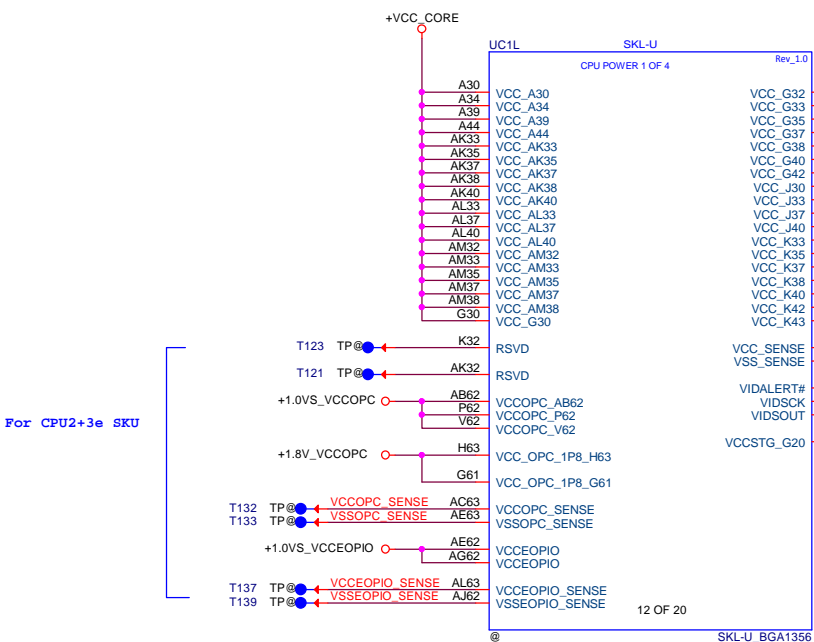 +VCC_CORE
UC1L SKL-U
CPU POWER 1 OF 4 Rev_1.0
A30 VCC_A30 VCC_G32
A34 VCC_A34 VCC_G33
A39 VCC_A39 VCC_G35
A44 VCC_A44 VCC_G37
AK33 VCC_AK33 VCC_G38
AK35 VCC_AK35 VCC_G40
AK37 VCC_AK37 VCC_G42
AK38 VCC_AK38 VCC_J30
AK40 VCC_AK40 VCC_J33
AL33 VCC_AL33 VCC_J37
AL37 VCC_AL37 VCC_J40
AL40 VCC_AL40 VCC_K33
AM32 VCC_AM32 VCC_K35
AM33 VCC_AM33 VCC_K37
AM35 VCC_AM35 VCC_K38
AM37 VCC_AM37 VCC_K40
AM38 VCC_AM38 VCC_K42
G30 VCC_G30 VCC_K43
T123 TP@ K32 RSVD VCC_SENSE
VSS_SENSE
T121 TP@ AK32 RSVD
VIDALERT#
+1.0VS_VCCOPC AB62 VCCOPC_AB62 VIDSCK
P62 VCCOPC_P62 VIDSOUT
For CPU2+3e SKU
V62 VCCOPC_V62
VCCSTG_G20
+1.8V_VCCOPC H63 VCC_OPC_1P8_H63
G61 VCC_OPC_1P8_G61
T132 TP@ VCCOPC_SENSE AC63 VCCOPC_SENSE
T133 TP@ VSSOPC_SENSE AE63 VSSOPC_SENSE
+1.0VS_VCCEOPIO AE62 VCCEOPIO
AG62 VCCEOPIO
T137 TP@ VCCEOPIO_SENSE AL63 VCCEOPIO_SENSE
T139 TP@ VSSEOPIO_SENSE AJ62 VSSEOPIO_SENSE
12 OF 20
@ SKL-U_BGA1356